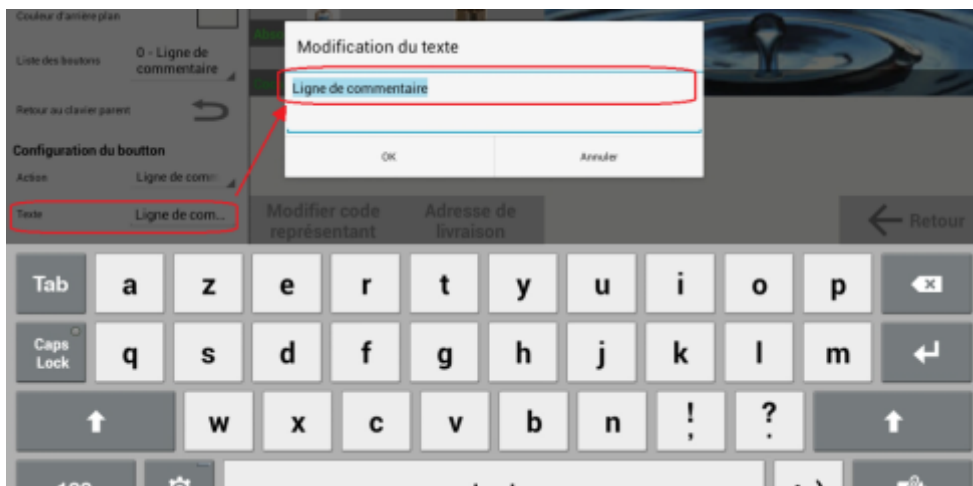 Couleur d'arrière plan
Liste des boutons
0 - Ligne de
commentaire
Retour au clavier parent
Configuration du boutton
Action
Ligne de comm
Texte
Ligne de com...
Modification du texte
Ligne de commentaire
OK
Annuler
Modifier code
représentant
Adresse de
livraison
Retour
Tab a z e r t y u i o p
Caps
Lock
q s d f g h j k l m
w x c v b n ! , ? .